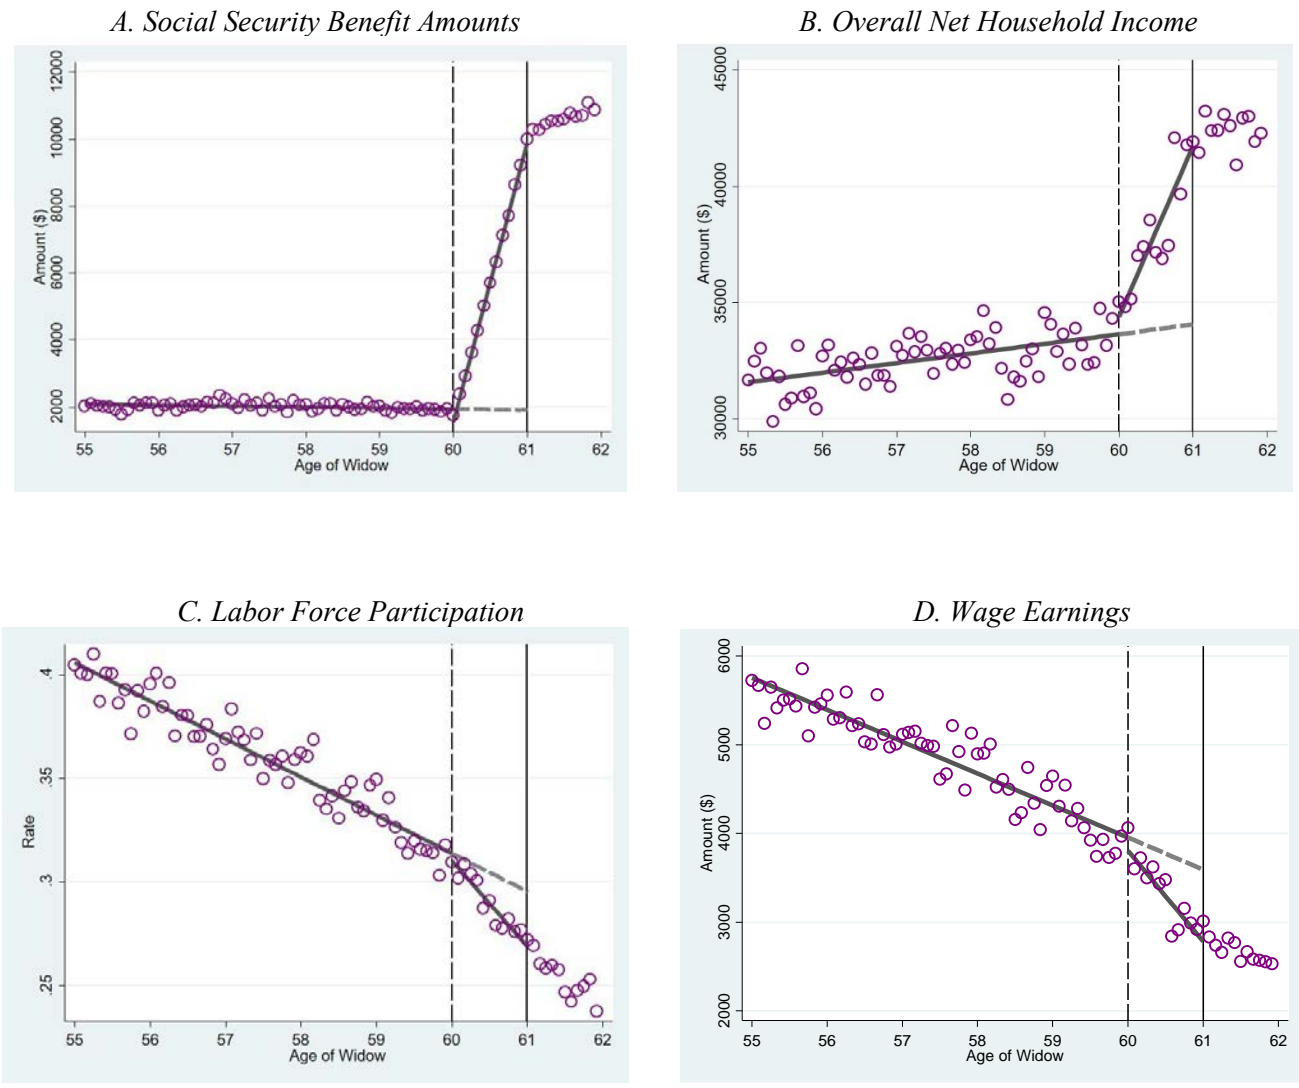 A. Social Security Benefit Amounts
12000
10000
8000
6000
4000
2000
Amount ($)
55 56 57 58 59 60 61 62
Age of Widow
B. Overall Net Household Income
45000
40000
35000
30000
Amount ($)
55 56 57 58 59 60 61 62
Age of Widow
C. Labor Force Participation
.4
.35
.3
.25
Rate
55 56 57 58 59 60 61 62
Age of Widow
D. Wage Earnings
6000
5000
4000
3000
2000
Amount ($)
55 56 57 58 59 60 61 62
Age of Widow